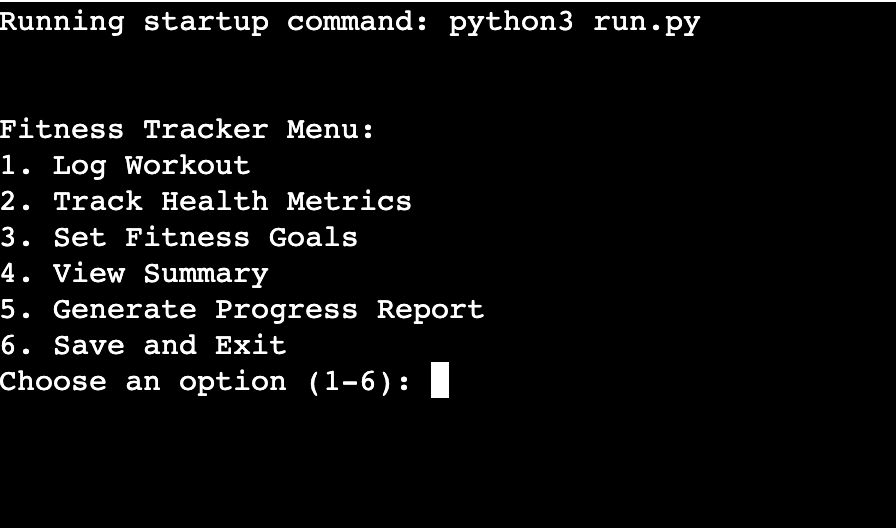 Running startup command: python3 run.py
Fitness Tracker Menu:
1. Log Workout
2. Track Health Metrics
3. Set Fitness Goals
4. View Summary
5. Generate Progress Report
6. Save and Exit
Choose an option (1-6):